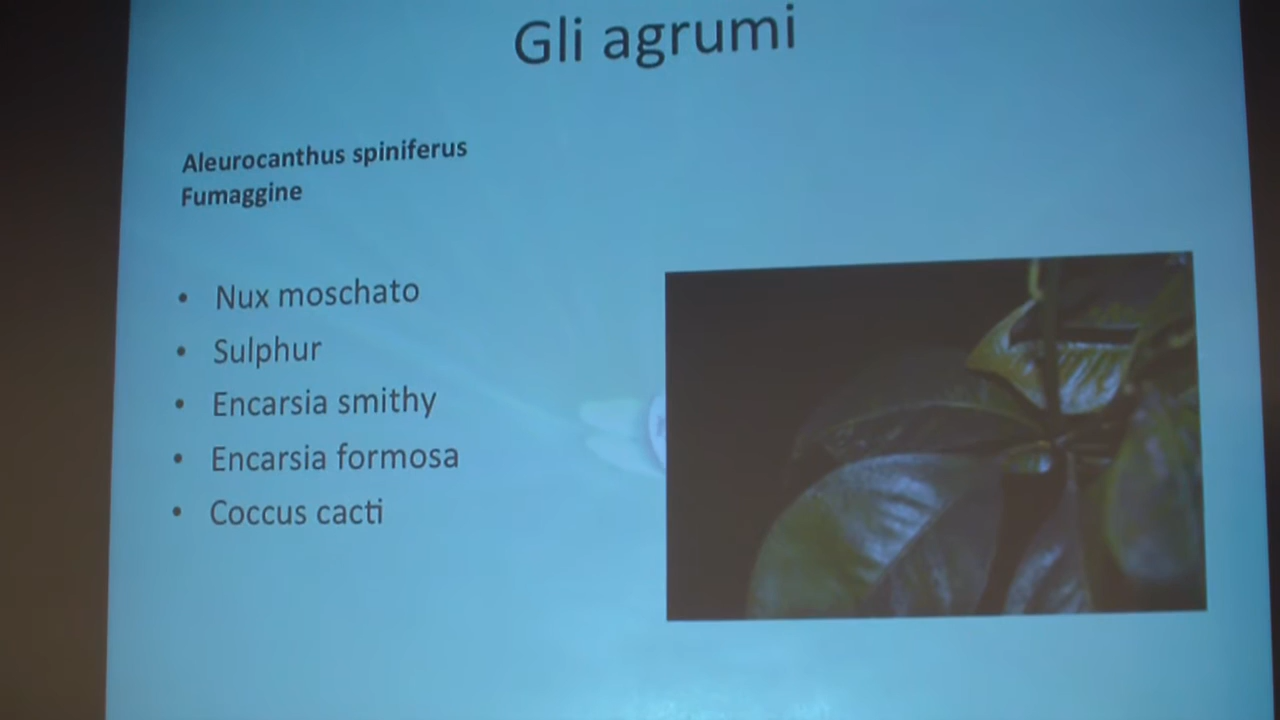 Gli agrumi
Aleurocanthus spiniferus
Fumaggine
• Nux moschato
• Sulphur
• Encarsia smithy
• Encarsia formosa
• Coccus cacti